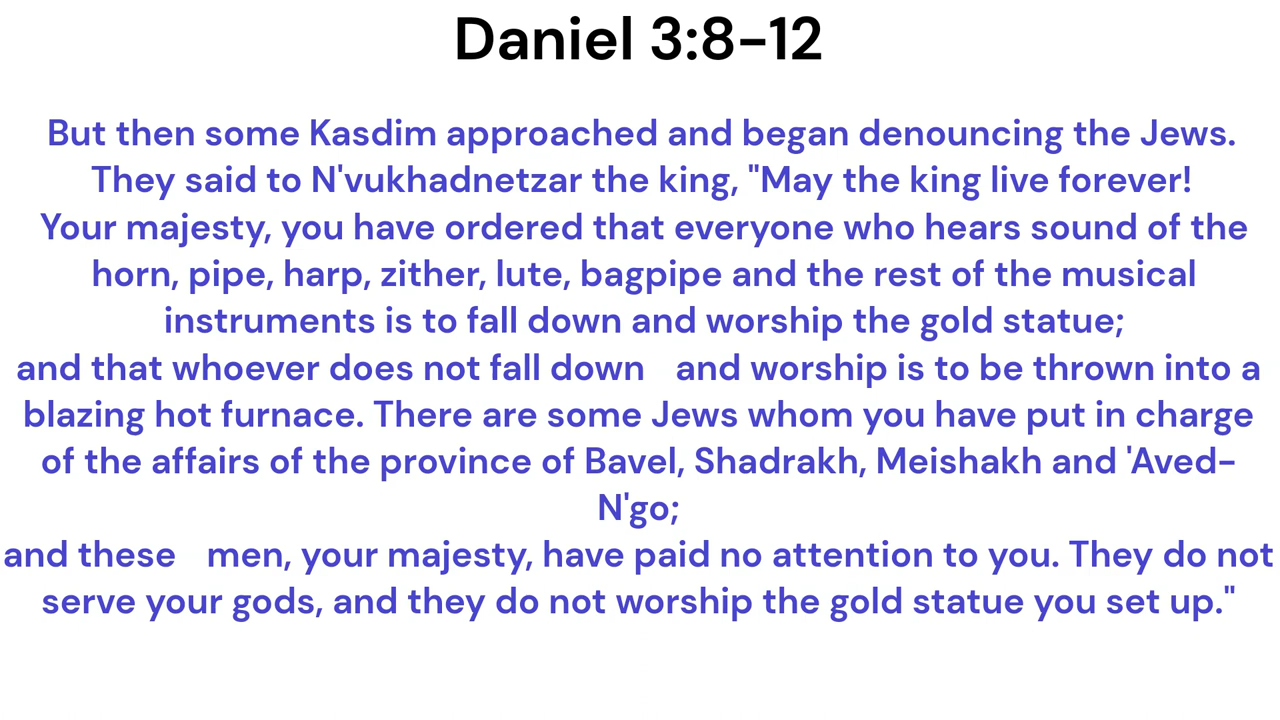 Daniel 3:8-12
But then some Kasdim approached and began denouncing the Jews.
They said to N'vukhadnetzar the king, "May the king live forever!
Your majesty, you have ordered that everyone who hears sound of the
horn, pipe, harp, zither, lute, bagpipe and the rest of the musical
instruments is to fall down and worship the gold statue;
and that whoever does not fall down   and worship is to be thrown into a
blazing hot furnace. There are some Jews whom you have put in charge
of the affairs of the province of Bavel, Shadrakh, Meishakh and 'Aved-
N'go;
and these   men, your majesty, have paid no attention to you. They do not
serve your gods, and they do not worship the gold statue you set up."